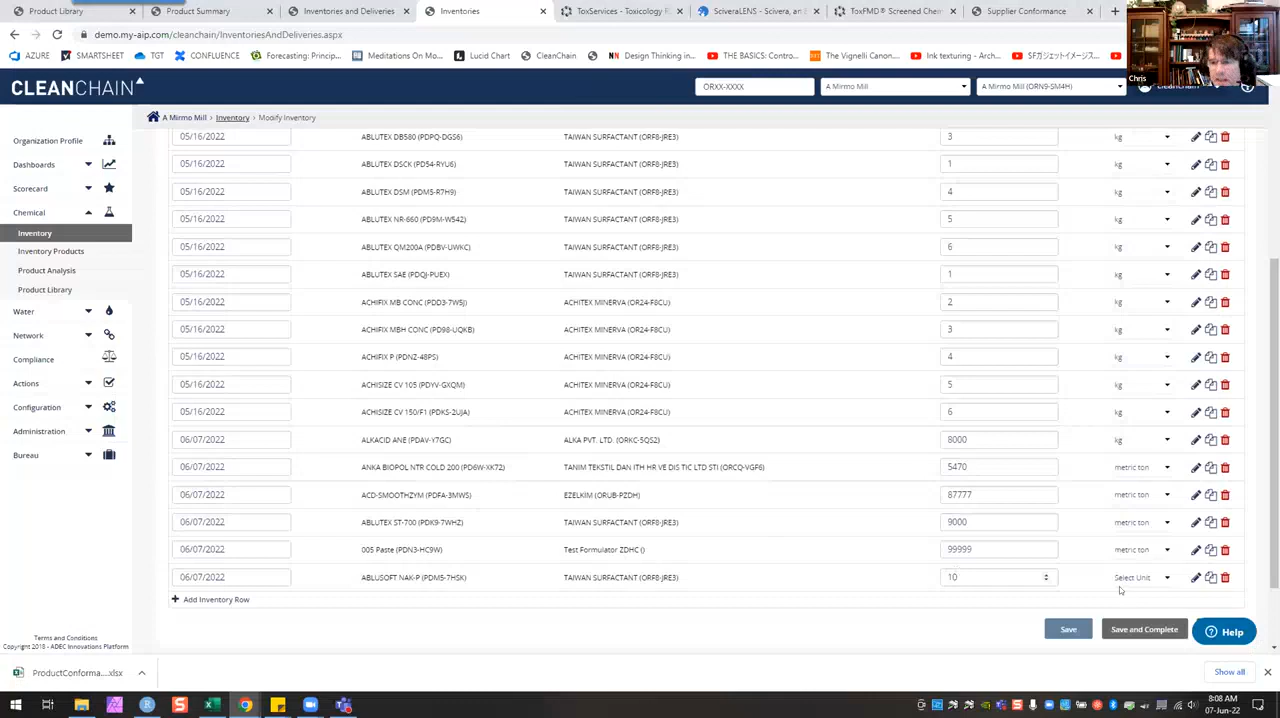 Product Library
Product Summary
Inventories and Deliveries
Inventories
ToxServices - Toxicology R
SciveraLENS - Scivera, an E
ToxFMD® Screened Chem
Supplier Conformance
demo.my-aip.com/cleanchain/InventoriesAndDeliveries.aspx
AZURE
SMARTSHEET
TGT
CONFLUENCE
Forecasting: Princip...
Meditations On Ma
Lucid Chart
CleanChain
Design Thinking in...
THE BASICS: Contro...
The Vignelli Canon....
Ink texturing - Arch...
SFガジェットイメージス...
Chris
CLEANCHAIN
ORXX-XXXX
A Mirmo Mill
A Mirmo Mill (ORN9-SM4H)
A Mirmo Mill \ Inventory \ Modify Inventory
Organization Profile
Dashboards
Scorecard
Chemical
Inventory
Inventory Products
Product Analysis
Product Library
Water
Network
Compliance
Actions
Configuration
Administration
Bureau
05/16/2022 ABLUTEX DB580 (PDPQ-DGS6) TAIWAN SURFACTANT (ORF8-JRE3) 3 kg
05/16/2022 ABLUTEX DSCK (PD54-RYU6) TAIWAN SURFACTANT (ORF8-JRE3) 1 kg
05/16/2022 ABLUTEX DSM (PDM5-R7H9) TAIWAN SURFACTANT (ORF8-JRE3) 4 kg
05/16/2022 ABLUTEX NR-660 (PD9M-W54Z) TAIWAN SURFACTANT (ORF8-JRE3) 5 kg
05/16/2022 ABLUTEX QM200A (PDBV-UWKC) TAIWAN SURFACTANT (ORF8-JRE3) 6 kg
05/16/2022 ABLUTEX SAE (PDQJ-PUEX) TAIWAN SURFACTANT (ORF8-JRE3) 1 kg
05/16/2022 ACHIFIX MB CONC (PDD3-7W5J) ACHITEX MINERVA (OR24-F8CU) 2 kg
05/16/2022 ACHIFIX MBH CONC (PD98-UQKB) ACHITEX MINERVA (OR24-F8CU) 3 kg
05/16/2022 ACHIFIX P (PDNZ-48PS) ACHITEX MINERVA (OR24-F8CU) 4 kg
05/16/2022 ACHISIZE CV 105 (PDYV-GXQM) ACHITEX MINERVA (OR24-F8CU) 5 kg
05/16/2022 ACHISIZE CV 150/F1 (PDKS-2UJA) ACHITEX MINERVA (OR24-F8CU) 6 kg
06/07/2022 ALKACID ANE (PDAV-Y7GC) ALKA PVT. LTD. (ORKC-5QS2) 8000 kg
06/07/2022 ANKA BIOPOL NTR COLD 200 (PD6W-XK72) TANIM TEKSTIL DAN ITH HR VE DIS TIC LTD STI (ORCQ-VGF6) 5470 metric ton
06/07/2022 ACD-SMOOTHZYM (PDFA-3MWS) EZELKIM (ORUB-PZDH) 87777 metric ton
06/07/2022 ABLUTEX ST-700 (PDK9-7WHZ) TAIWAN SURFACTANT (ORF8-JRE3) 9000 metric ton
06/07/2022 005 Paste (PDN3-HC9W) Test Formulator ZDHC () 99999 metric ton
06/07/2022 ABLUSOFT NAK-P (PDM5-7HSK) TAIWAN SURFACTANT (ORF8-JRE3) 10 Select Unit
Add Inventory Row
Save
Save and Complete
Help
Terms and Conditions
Copyright 2018 - ADEC Innovations Platform
ProductConforma....xlsx
Show all
8:08 AM
07-Jun-22